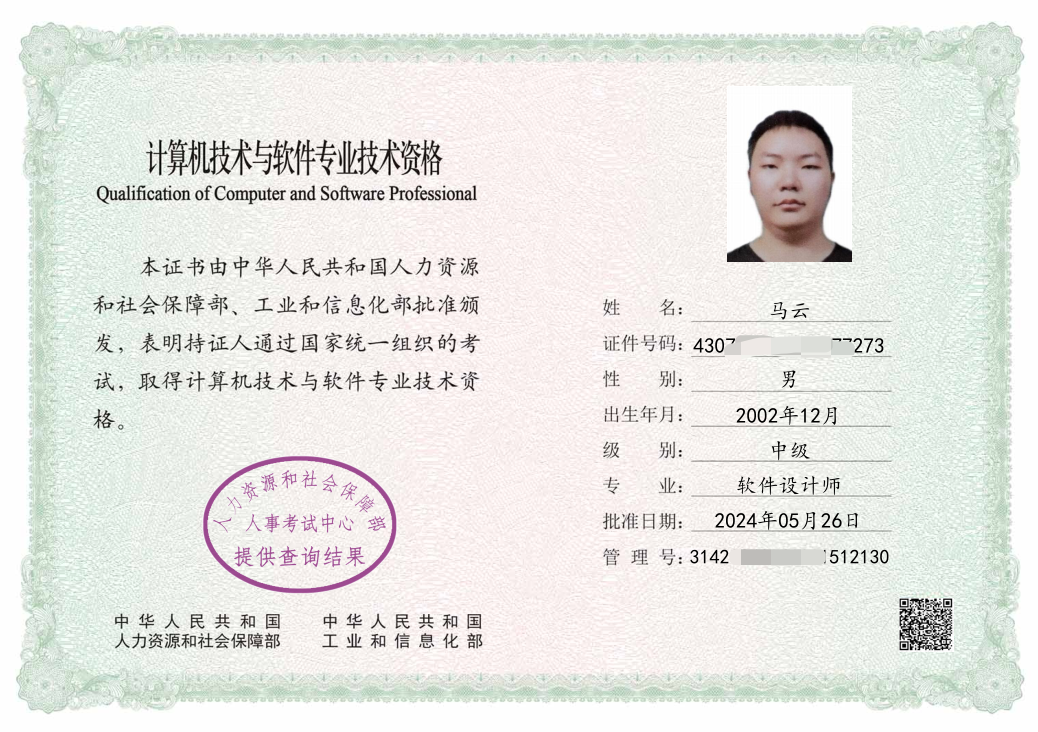 计算机技术与软件专业技术资格
Qualification of Computer and Software Professional
本证书由中华人民共和国人力资源
和社会保障部、工业和信息化部批准颁
发，表明持证人通过国家统一组织的考
试，取得计算机技术与软件专业技术资
格。
人力资源和社会保障部
人事考试中心
提供查询结果
中华人民共和国
人力资源和社会保障部
中华人民共和国
工业和信息化部
姓名：马云
证件号码：4307 77273
性别：男
出生年月：2002年12月
级别：中级
专业：软件设计师
批准日期：2024年05月26日
管理号：3142 1512130